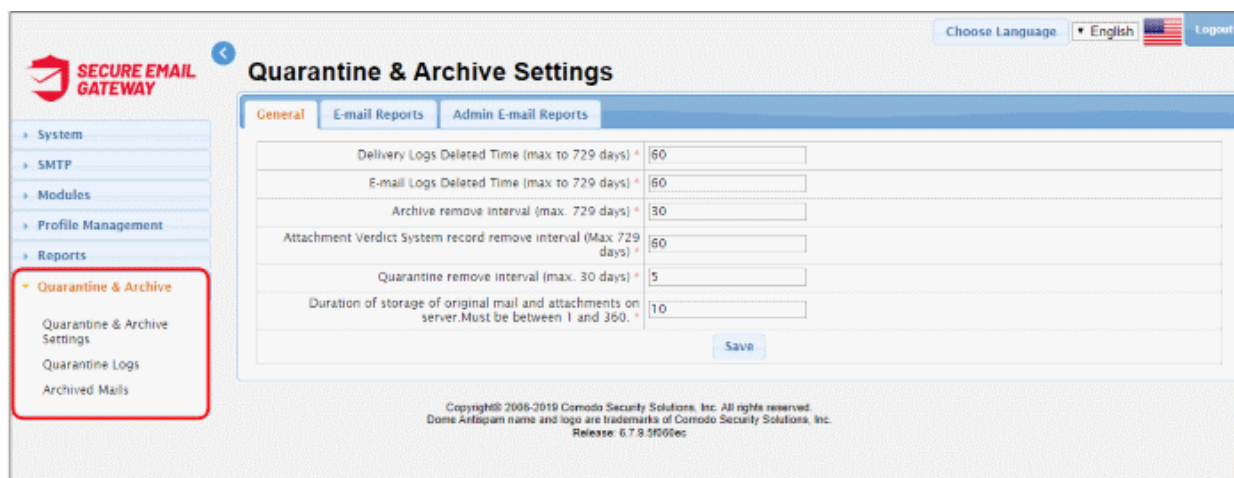 Choose Language
English
Logout
SECURE EMAIL
GATEWAY
Quarantine & Archive Settings
General
E-mail Reports
Admin E-mail Reports
System
SMTP
Modules
Profile Management
Reports
Quarantine & Archive
Quarantine & Archive
Settings
Quarantine Logs
Archived Mails
Delivery Logs Deleted Time (max to 729 days) * 60
E-mail Logs Deleted Time (max to 729 days) * 60
Archive remove interval (max. 729 days) * 30
Attachment Verdict System record remove interval (Max 729
days) * 60
Quarantine remove interval (max. 30 days) * 5
Duration of storage of original mail and attachments on
server.Must be between 1 and 360. * 10
Save
Copyright© 2006-2019 Comodo Security Solutions, Inc. All rights reserved.
Dome Antispam name and logo are trademarks of Comodo Security Solutions, Inc.
Release: